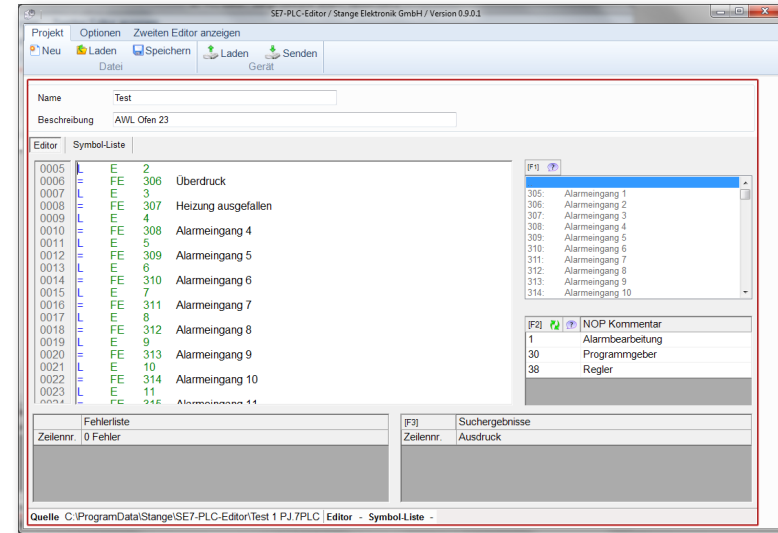 SE7-PLC-Editor / Stange Elektronik GmbH / Version 0.9.0.1
Projekt Optionen Zweiten Editor anzeigen
Neu Laden Speichern Laden Senden
Datei Gerät
Name Test
Beschreibung AWL Ofen 23
Editor Symbol-Liste
0005 L E 2
0006 = FE 306 Überdruck
0007 L E 3
0008 = FE 307 Heizung ausgefallen
0009 L E 4
0010 = FE 308 Alarmeingang 4
0011 L E 5
0012 = FE 309 Alarmeingang 5
0013 L E 6
0014 = FE 310 Alarmeingang 6
0015 L E 7
0016 = FE 311 Alarmeingang 7
0017 L E 8
0018 = FE 312 Alarmeingang 8
0019 L E 9
0020 = FE 313 Alarmeingang 9
0021 L E 10
0022 = FE 314 Alarmeingang 10
0023 L E 11
0024 = FE 315 Alarmeingang 11
[F1]
305: Alarmeingang 1
306: Alarmeingang 2
307: Alarmeingang 3
308: Alarmeingang 4
309: Alarmeingang 5
310: Alarmeingang 6
311: Alarmeingang 7
312: Alarmeingang 8
313: Alarmeingang 9
314: Alarmeingang 10
[F2] NOP Kommentar
1 Alarmbearbeitung
30 Programmgeber
38 Regler
Fehlerliste
Zeilennr. 0 Fehler
[F3] Suchergebnisse
Zeilennr. Ausdruck
Quelle C:\ProgramData\Stange\SE7-PLC-Editor\Test 1 PJ.7PLC Editor - Symbol-Liste -